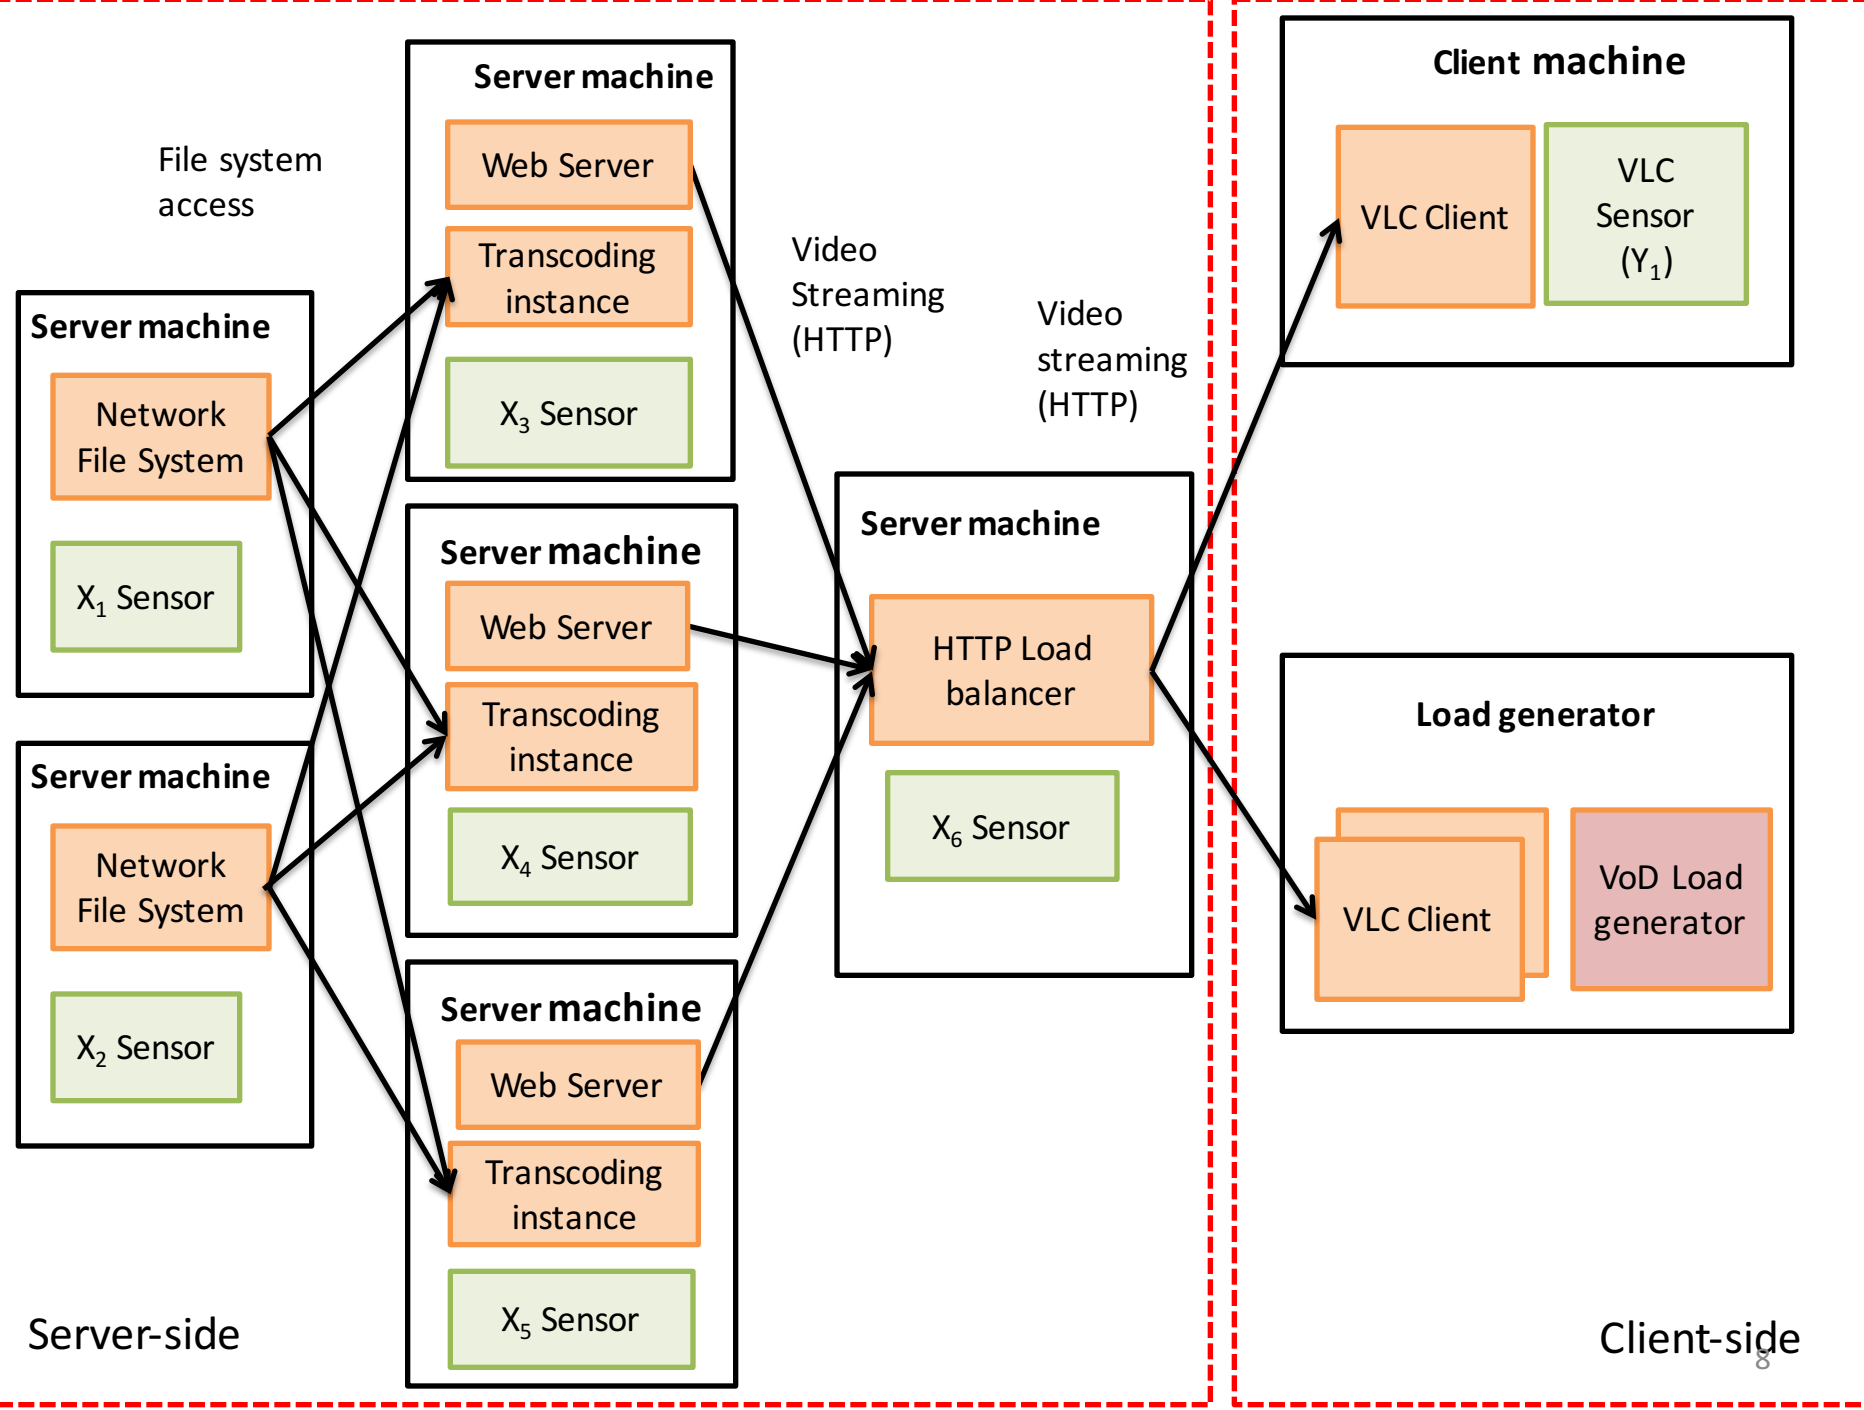 File system
access
Server machine
Network
File System
X1 Sensor
Server machine
Network
File System
X2 Sensor
Server machine
Web Server
Transcoding
instance
X3 Sensor
Server machine
Web Server
Transcoding
instance
X4 Sensor
Server machine
Web Server
Transcoding
instance
X5 Sensor
Video
Streaming
(HTTP)
Server machine
HTTP Load
balancer
X6 Sensor
Video
streaming
(HTTP)
Client machine
VLC Client
VLC
Sensor
(Y1)
Load generator
VLC Client
VoD Load
generator
Server-side
Client-side
8